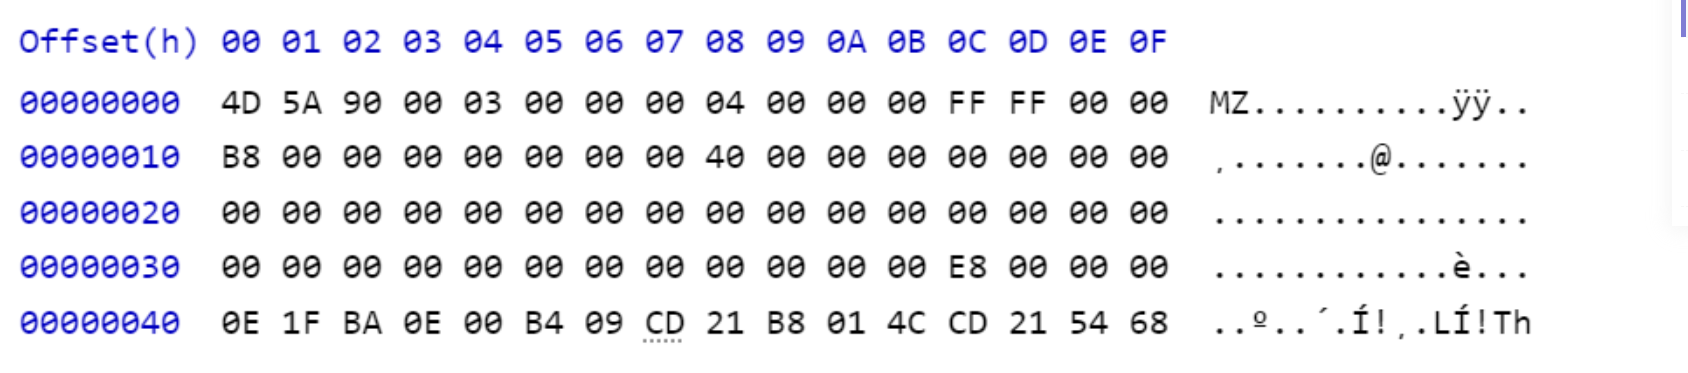 Offset(h) 00 01 02 03 04 05 06 07 08 09 0A 0B 0C 0D 0E 0F
00000000 4D 5A 90 00 03 00 00 00 04 00 00 00 FF FF 00 00 MZ..........ÿÿ..
00000010 B8 00 00 00 00 00 00 00 40 00 00 00 00 00 00 00 ¸.......@.......
00000020 00 00 00 00 00 00 00 00 00 00 00 00 00 00 00 00 ................
00000030 00 00 00 00 00 00 00 00 00 00 00 00 E8 00 00 00 ............è...
00000040 0E 1F BA 0E 00 B4 09 CD 21 B8 01 4C CD 21 54 68 ..º..´.Í!¸.LÍ!Th